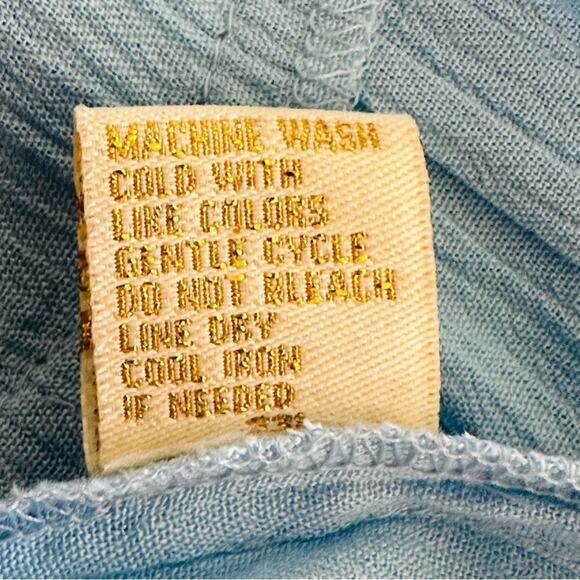 MACHINE WASH
COLD WITH
LIKE COLORS
GENTLE CYCLE
DO NOT BLEACH
LINE DRY
COOL IRON
IF NEEDED